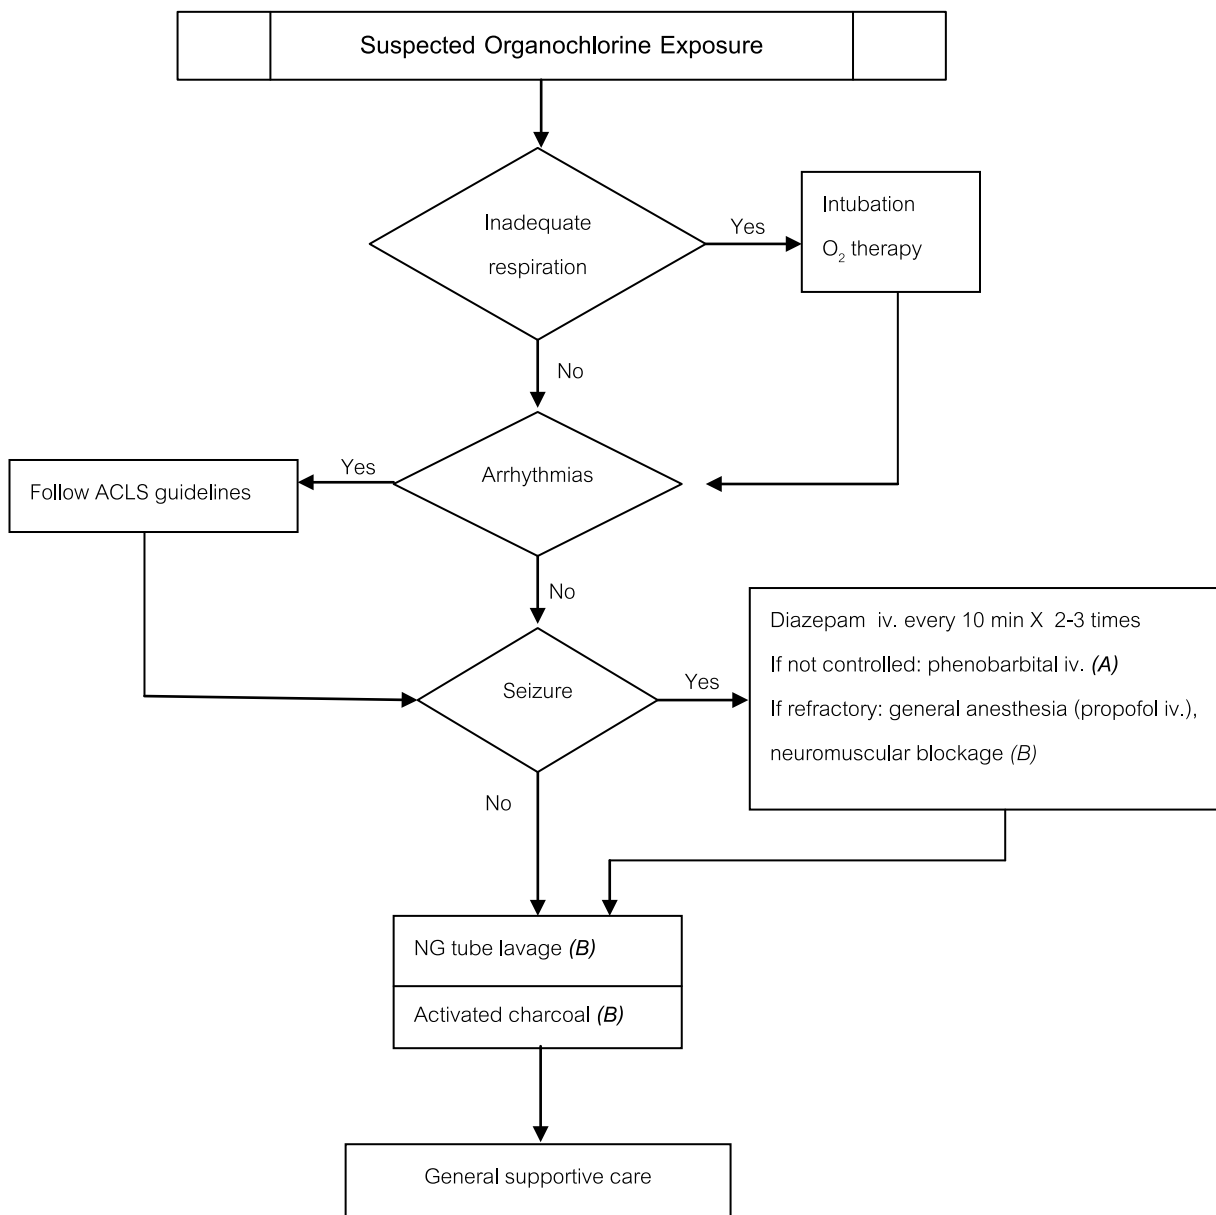 Suspected Organochlorine Exposure
Inadequate
respiration
Yes
Intubation
O₂ therapy
No
Arrhythmias
Yes
Follow ACLS guidelines
No
Seizure
Yes
Diazepam iv. every 10 min X 2-3 times
If not controlled: phenobarbital iv. (A)
If refractory: general anesthesia (propofol iv.),
neuromuscular blockage (B)
No
NG tube lavage (B)
Activated charcoal (B)
General supportive care